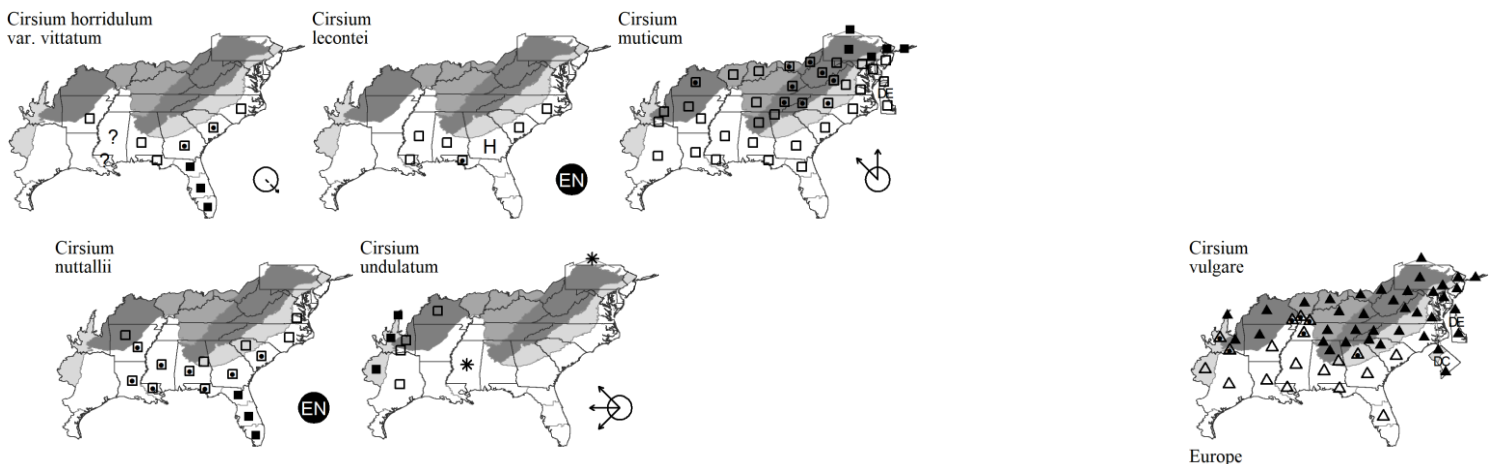 Cirsium horridulum
var. vittatum
?
?
Cirsium
lecontei
H
EN
Cirsium
muticum
DE
Cirsium
nuttallii
EN
Cirsium
undulatum
Cirsium
vulgare
DE
DC
Europe